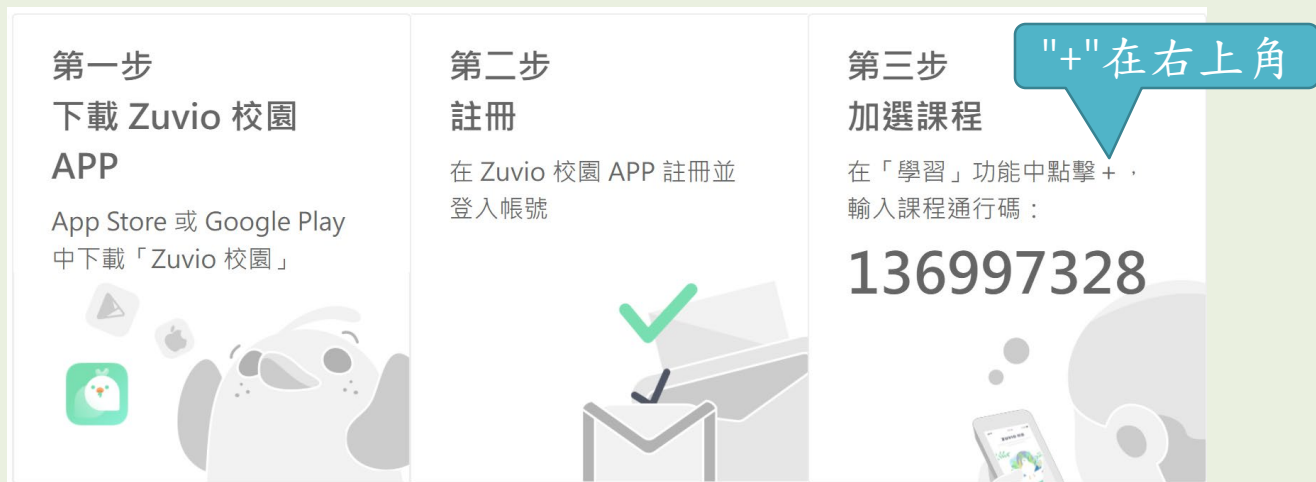 第一步
下載 Zuvio 校園
APP
App Store 或 Google Play
中下載「Zuvio 校園」
第二步
註冊
在 Zuvio 校園 APP 註冊並
登入帳號
第三步
加選課程
"+"在右上角
在「學習」功能中點擊 + ，
輸入課程通行碼：
136997328